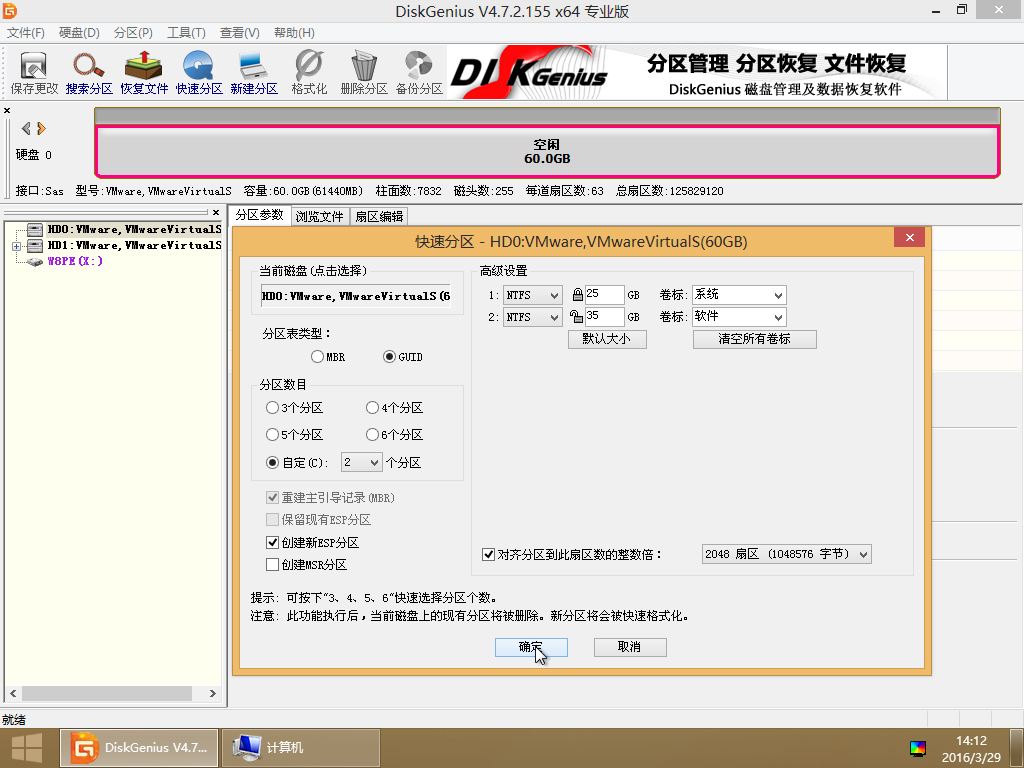 DiskGenius V4.7.2.155 x64 专业版
文件(F) 硬盘(D) 分区(P) 工具(T) 查看(V) 帮助(H)
保存更改 搜索分区 恢复文件 快速分区 新建分区 格式化 删除分区 备份分区
DISKGENIUS
分区管理 分区恢复 文件恢复
DiskGenius 磁盘管理及数据恢复软件
硬盘 0
空闲
60.0GB
接口:Sas 型号:VMware,VMwareVirtualS 容量:60.0GB(61440MB) 柱面数:7832 磁头数:255 每道扇区数:63 总扇区数:125829120
HD0:VMware,VMwareVirtualS
HD1:VMware,VMwareVirtualS
W8PE(X:)
分区参数 浏览文件 扇区编辑
快速分区 - HD0:VMware,VMwareVirtualS(60GB)
当前磁盘(点击选择)
HD0:VMware,VMwareVirtualS(6
分区表类型：
MBR GUID
分区数目
3个分区 4个分区
5个分区 6个分区
自定(C): 2 个分区
重建主引导记录(MBR)
保留现有ESP分区
创建新ESP分区
创建MSR分区
高级设置
1: NTFS 25 GB 卷标: 系统
2: NTFS 35 GB 卷标: 软件
默认大小 清空所有卷标
对齐分区到此扇区数的整数倍： 2048 扇区 (1048576 字节)
提示: 可按下"3、4、5、6"快速选择分区个数。
注意: 此功能执行后，当前磁盘上的现有分区将被删除。新分区将会被快速格式化。
确定 取消
就绪
DiskGenius V4.7...
计算机
14:12
2016/3/29